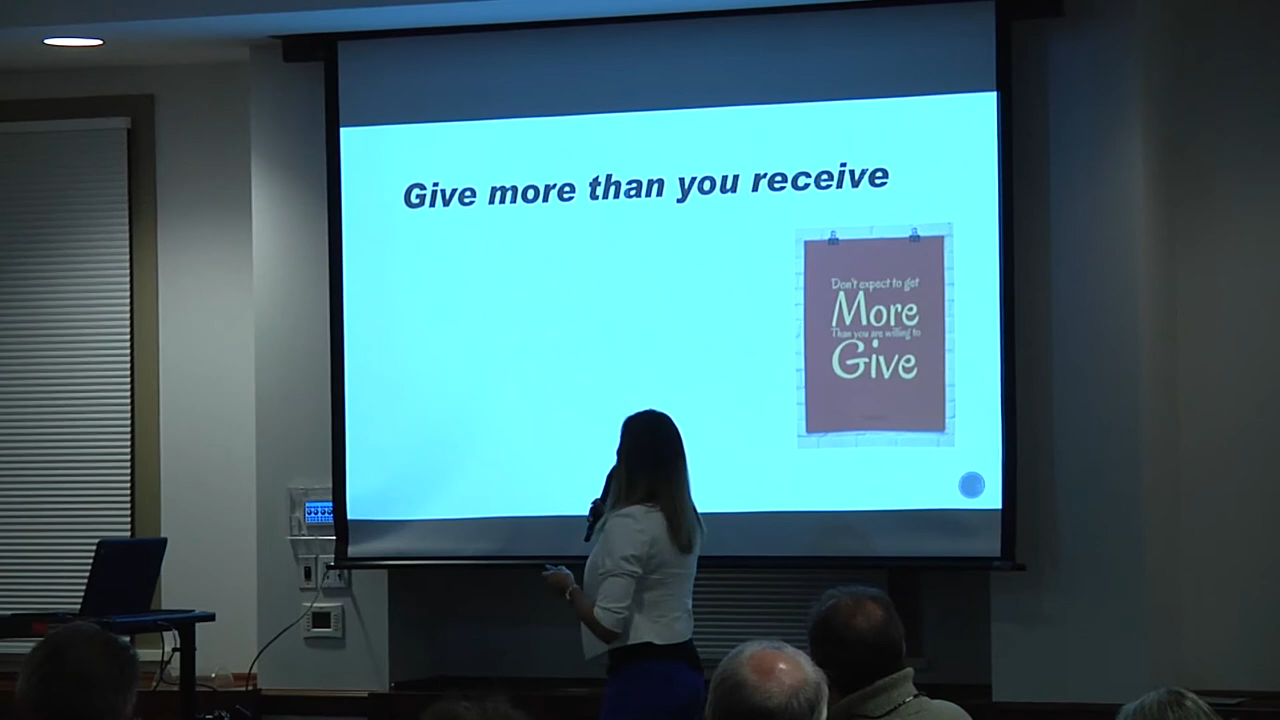 Give more than you receive
Don't expect to get
More
Than you are willing to
Give